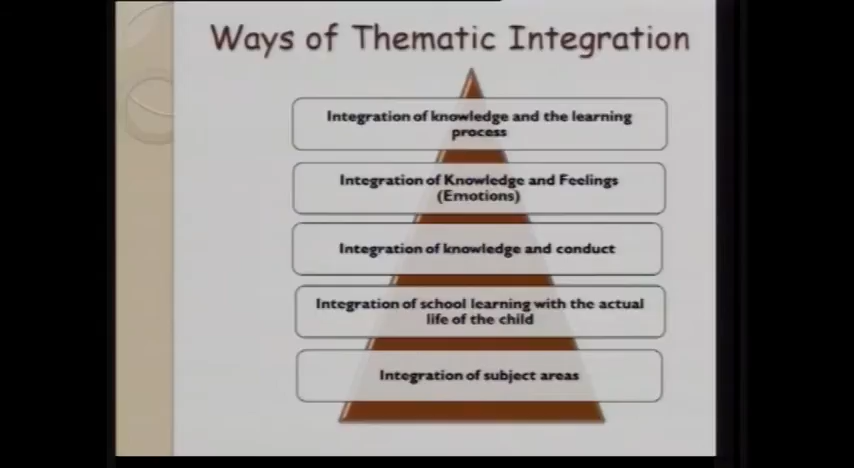 Ways of Thematic Integration
Integration of knowledge and the learning
process
Integration of Knowledge and Feelings
(Emotions)
Integration of knowledge and conduct
Integration of school learning with the actual
life of the child
Integration of subject areas